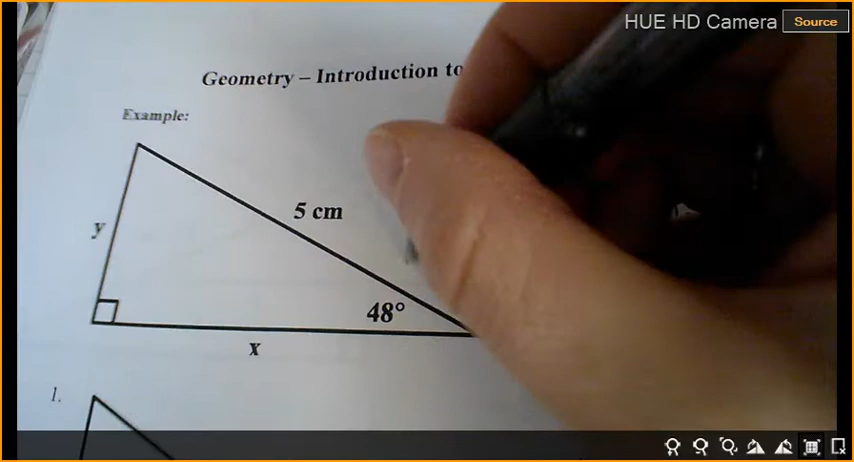 HUE HD Camera Source
Geometry – Introduction to
Example:
5 cm
y
48°
x
1.